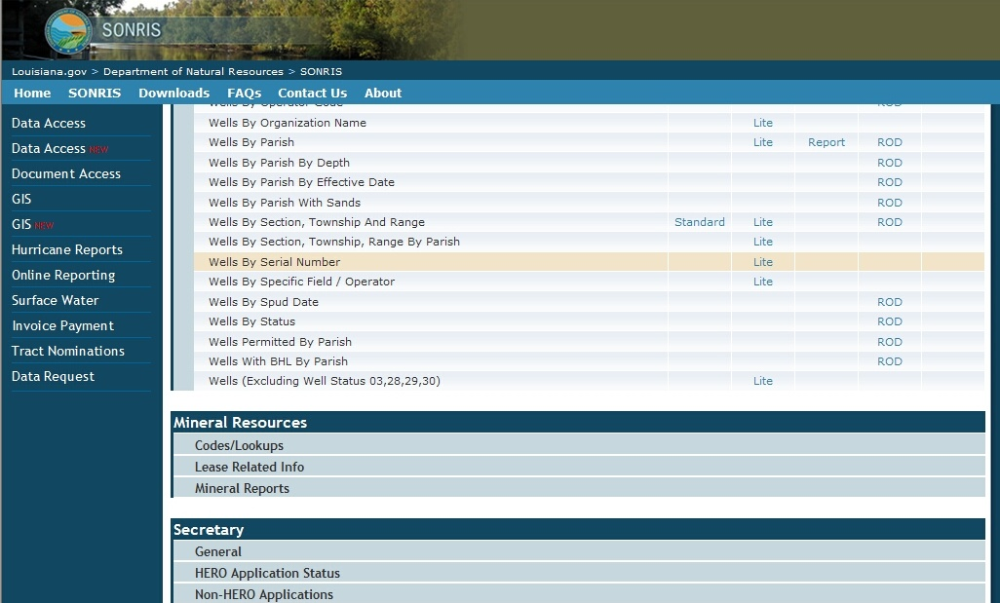 SONRIS
Louisiana.gov > Department of Natural Resources > SONRIS
Home SONRIS Downloads FAQs Contact Us About
Data Access
Data Access NEW
Document Access
GIS
GIS NEW
Hurricane Reports
Online Reporting
Surface Water
Invoice Payment
Tract Nominations
Data Request
Wells By Operator Code ROD
Wells By Organization Name Lite
Wells By Parish Lite Report ROD
Wells By Parish By Depth ROD
Wells By Parish By Effective Date ROD
Wells By Parish With Sands ROD
Wells By Section, Township And Range Standard Lite ROD
Wells By Section, Township, Range By Parish Lite
Wells By Serial Number Lite
Wells By Specific Field / Operator Lite
Wells By Spud Date ROD
Wells By Status ROD
Wells Permitted By Parish ROD
Wells With BHL By Parish ROD
Wells (Excluding Well Status 03,28,29,30) Lite
Mineral Resources
Codes/Lookups
Lease Related Info
Mineral Reports
Secretary
General
HERO Application Status
Non-HERO Applications